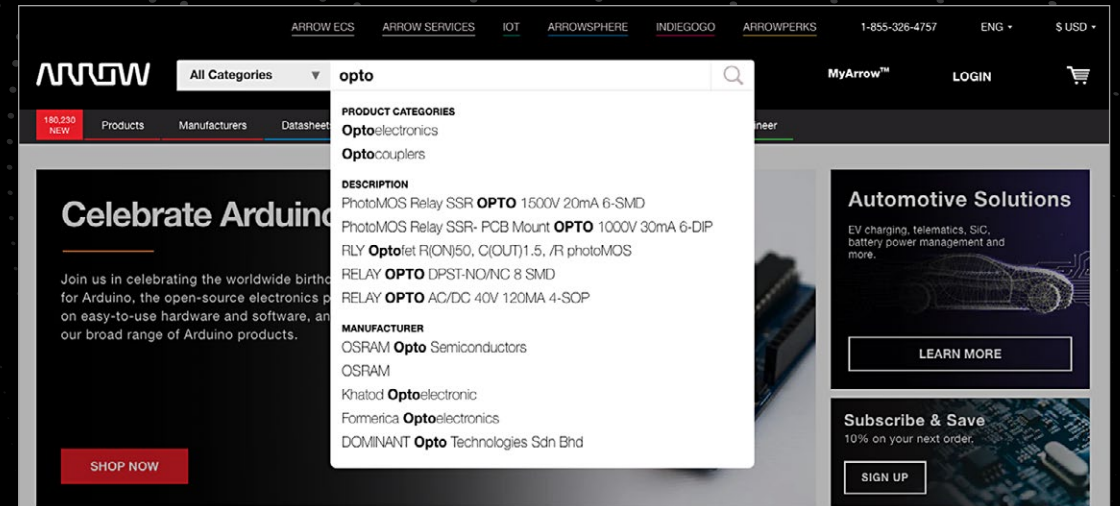 ARROW ECS ARROW SERVICES IOT ARROWSPHERE INDIEGOGO ARROWPERKS 1-855-326-4757 ENG $ USD
ARROW All Categories opto MyArrow™ LOGIN
180,230
NEW Products Manufacturers Datasheet
PRODUCT CATEGORIES
Optoelectronics
Optocouplers
DESCRIPTION
PhotoMOS Relay SSR OPTO 1500V 20mA 6-SMD
PhotoMOS Relay SSR- PCB Mount OPTO 1000V 30mA 6-DIP
RLY Optofet R(ON)50, C(OUT)1.5, /R photoMOS
RELAY OPTO DPST-NO/NC 8 SMD
RELAY OPTO AC/DC 40V 120MA 4-SOP
MANUFACTURER
OSRAM Opto Semiconductors
OSRAM
Khatod Optoelectronic
Formerica Optoelectronics
DOMINANT Opto Technologies Sdn Bhd
Celebrate Arduino
Join us in celebrating the worldwide birthd
for Arduino, the open-source electronics p
on easy-to-use hardware and software, an
our broad range of Arduino products.
SHOP NOW
Automotive Solutions
EV charging, telematics, SiC,
battery power management and
more.
LEARN MORE
Subscribe & Save
10% on your next order.
SIGN UP